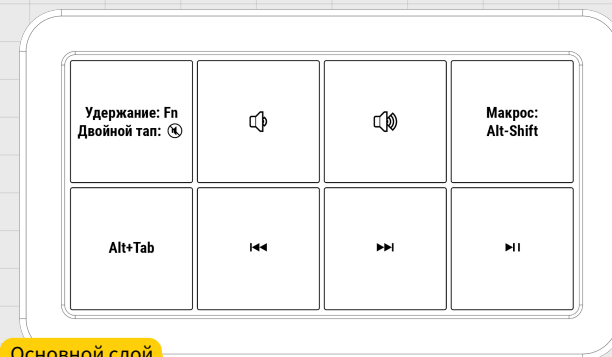 Удержание: Fn
Двойной тап:
Макрос:
Alt-Shift
Alt+Tab
Основной слой